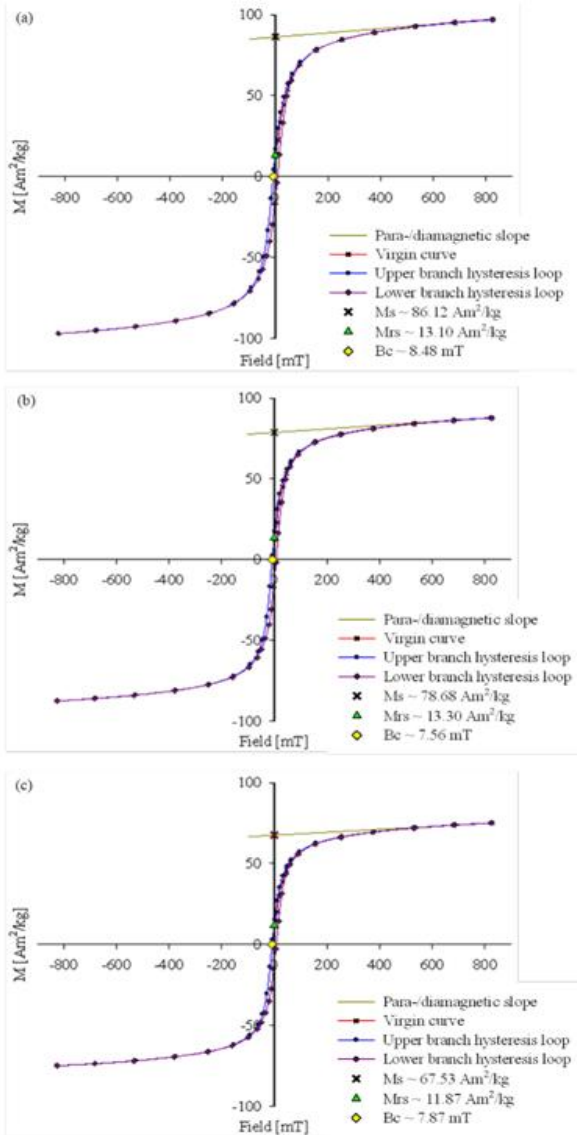 (a)
100
50
0
-800
-600
-400
-200
0
200
400
600
800
-50
-100
M [Am²/kg]
Field [mT]
Para-/diamagnetic slope
Virgin curve
Upper branch hysteresis loop
Lower branch hysteresis loop
Ms ~ 86.12 Am²/kg
Mrs ~ 13.10 Am²/kg
Bc ~ 8.48 mT
(b)
100
50
0
-800
-600
-400
-200
0
200
400
600
800
-50
-100
M [Am²/kg]
Field [mT]
Para-/diamagnetic slope
Virgin curve
Upper branch hysteresis loop
Lower branch hysteresis loop
Ms ~ 78.68 Am²/kg
Mrs ~ 13.30 Am²/kg
Bc ~ 7.56 mT
(c)
100
50
0
-800
-600
-400
-200
0
200
400
600
800
-50
-100
M [Am²/kg]
Field [mT]
Para-/diamagnetic slope
Virgin curve
Upper branch hysteresis loop
Lower branch hysteresis loop
Ms ~ 67.53 Am²/kg
Mrs ~ 11.87 Am²/kg
Bc ~ 7.87 mT